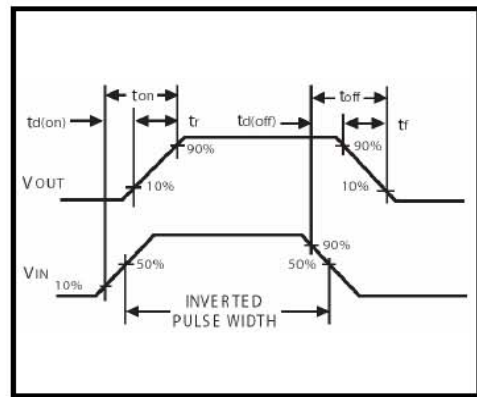 ton
toff
td(on)
tr
td(off)
tf
90%
90%
VOUT
10%
10%
90%
VIN
10%
50%
50%
INVERTED
PULSE WIDTH